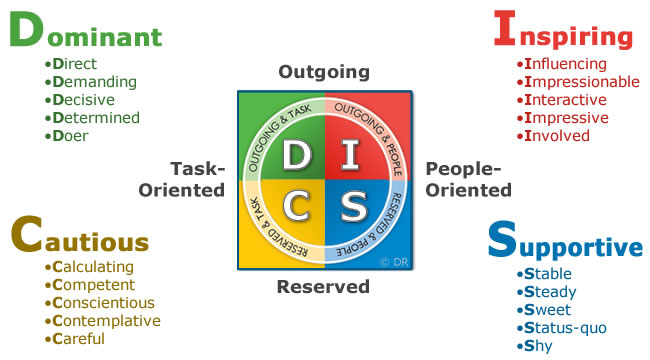 Dominant
•Direct
•Demanding
•Decisive
•Determined
•Doer
Inspiring
•Influencing
•Impressionable
•Interactive
•Impressive
•Involved
Outgoing
OUTGOING & TASK
OUTGOING & PEOPLE
D I
Task-
Oriented
People-
Oriented
C S
RESERVED & TASK
RESERVED & PEOPLE
© DR
Reserved
Cautious
•Calculating
•Competent
•Conscientious
•Contemplative
•Careful
Supportive
•Stable
•Steady
•Sweet
•Status-quo
•Shy